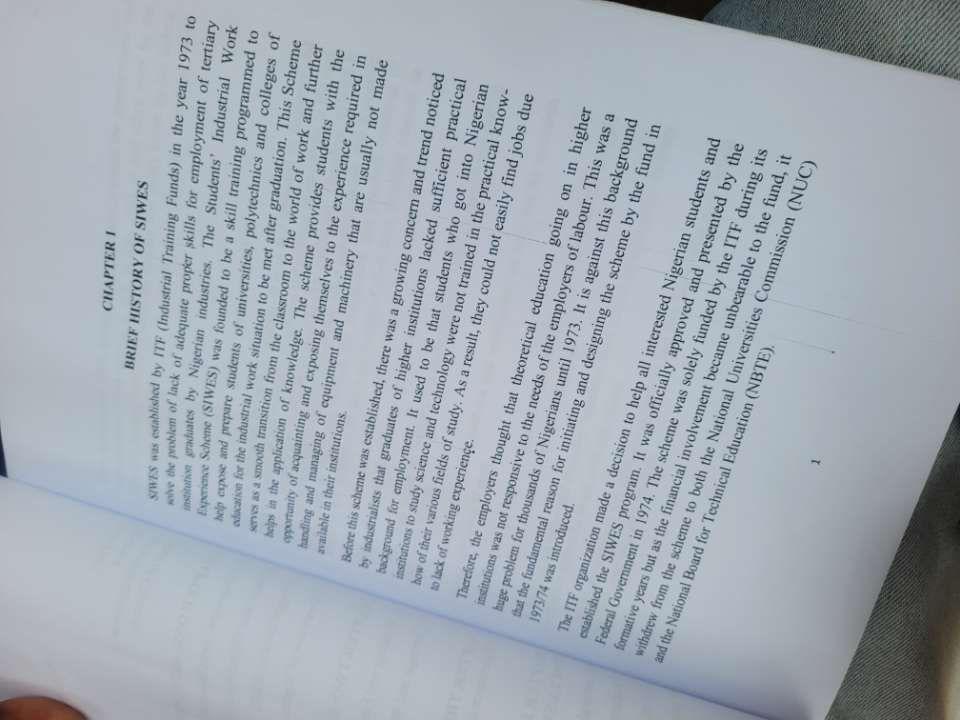 CHAPTER 1
BRIEF HISTORY OF SIWES
SIWES was established by ITF (Industrial Training Funds) in the year 1973 to
solve the problem of lack of adequate proper skills for employment of tertiary
institution graduates by Nigerian industries. The Students' Industrial Work
Experience Scheme (SIWES) was founded to be a skill training programmed to
help expose and prepare students of universities, polytechnics and colleges of
education for the industrial work situation to be met after graduation. This Scheme
serves as a smooth transition from the classroom to the world of work and further
helps in the application of knowledge. The scheme provides students with the
opportunity of acquainting and exposing themselves to the experience required in
handling and managing of equipment and machinery that are usually not made
available in their institutions.
Before this scheme was established, there was a growing concern and trend noticed
by industrialists that graduates of higher institutions lacked sufficient practical
background for employment. It used to be that students who got into Nigerian
institutions to study science and technology were not trained in the practical know-
how of their various fields of study. As a result, they could not easily find jobs due
to lack of working experience.
Therefore, the employers thought that theoretical education going on in higher
institutions was not responsive to the needs of the employers of labour. This was a
huge problem for thousands of Nigerians until 1973. It is against this background
that the fundamental reason for initiating and designing the scheme by the fund in
1973/74 was introduced.
The ITF organization made a decision to help all interested Nigerian students and
established the SIWES program. It was officially approved and presented by the
Federal Government in 1974. The scheme was solely funded by the ITF during its
formative years but as the financial involvement became unbearable to the fund, it
withdrew from the scheme to both the National Universities Commission (NUC)
and the National Board for Technical Education (NBTE).
1